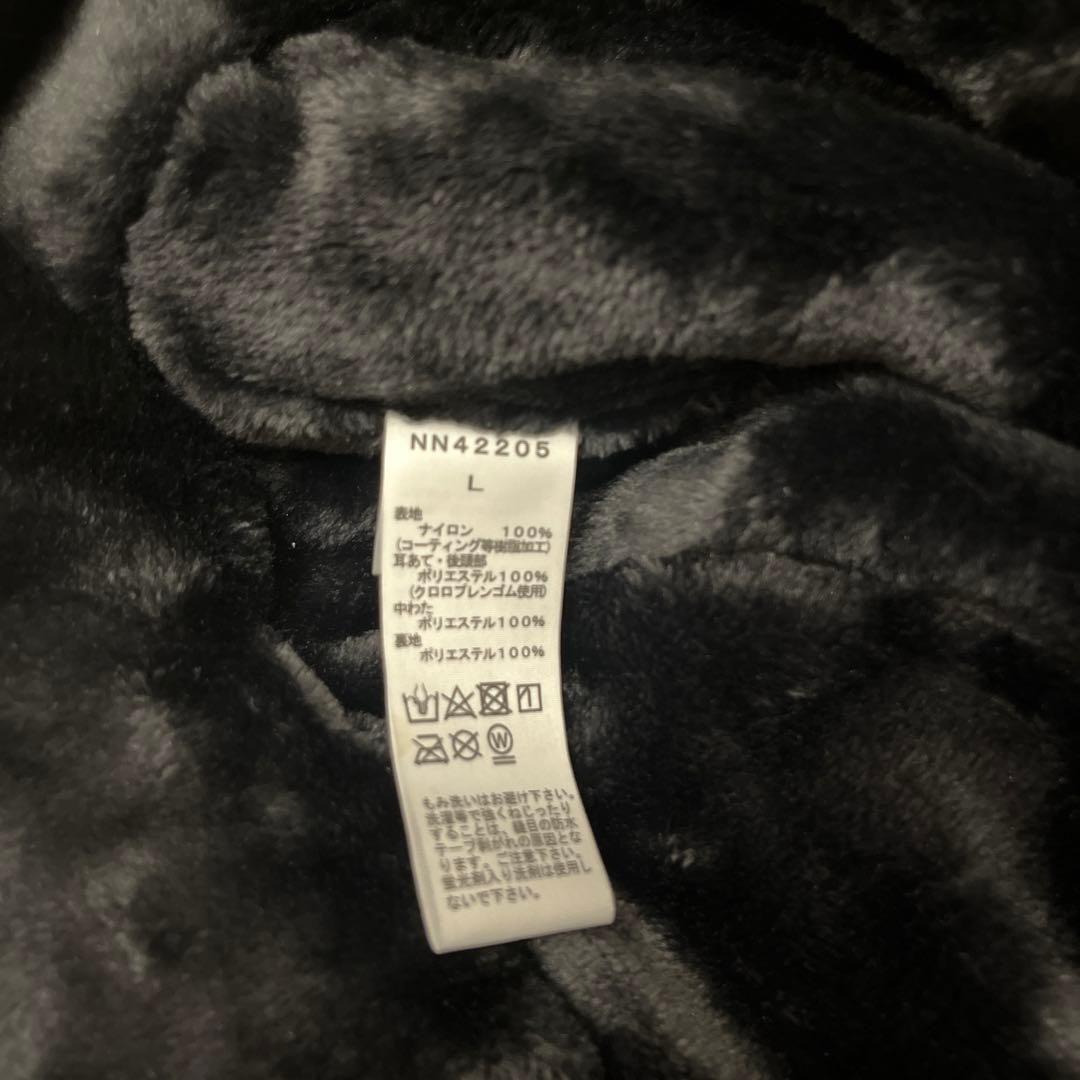 NN42205
L
表地
ナイロン 100%
(コーティング等樹脂加工)
耳あて・後頭部
ポリエステル100%
(クロロプレンゴム使用)
中わた
ポリエステル100%
裏地
ポリエステル100%
W
もみ洗いはお避け下さい。
洗濯等で強くねじったり
することは、縫目の防水
テープ剥がれの原因とな
ります。ご注意下さい。
蛍光剤入り洗剤は使用し
ないで下さい。